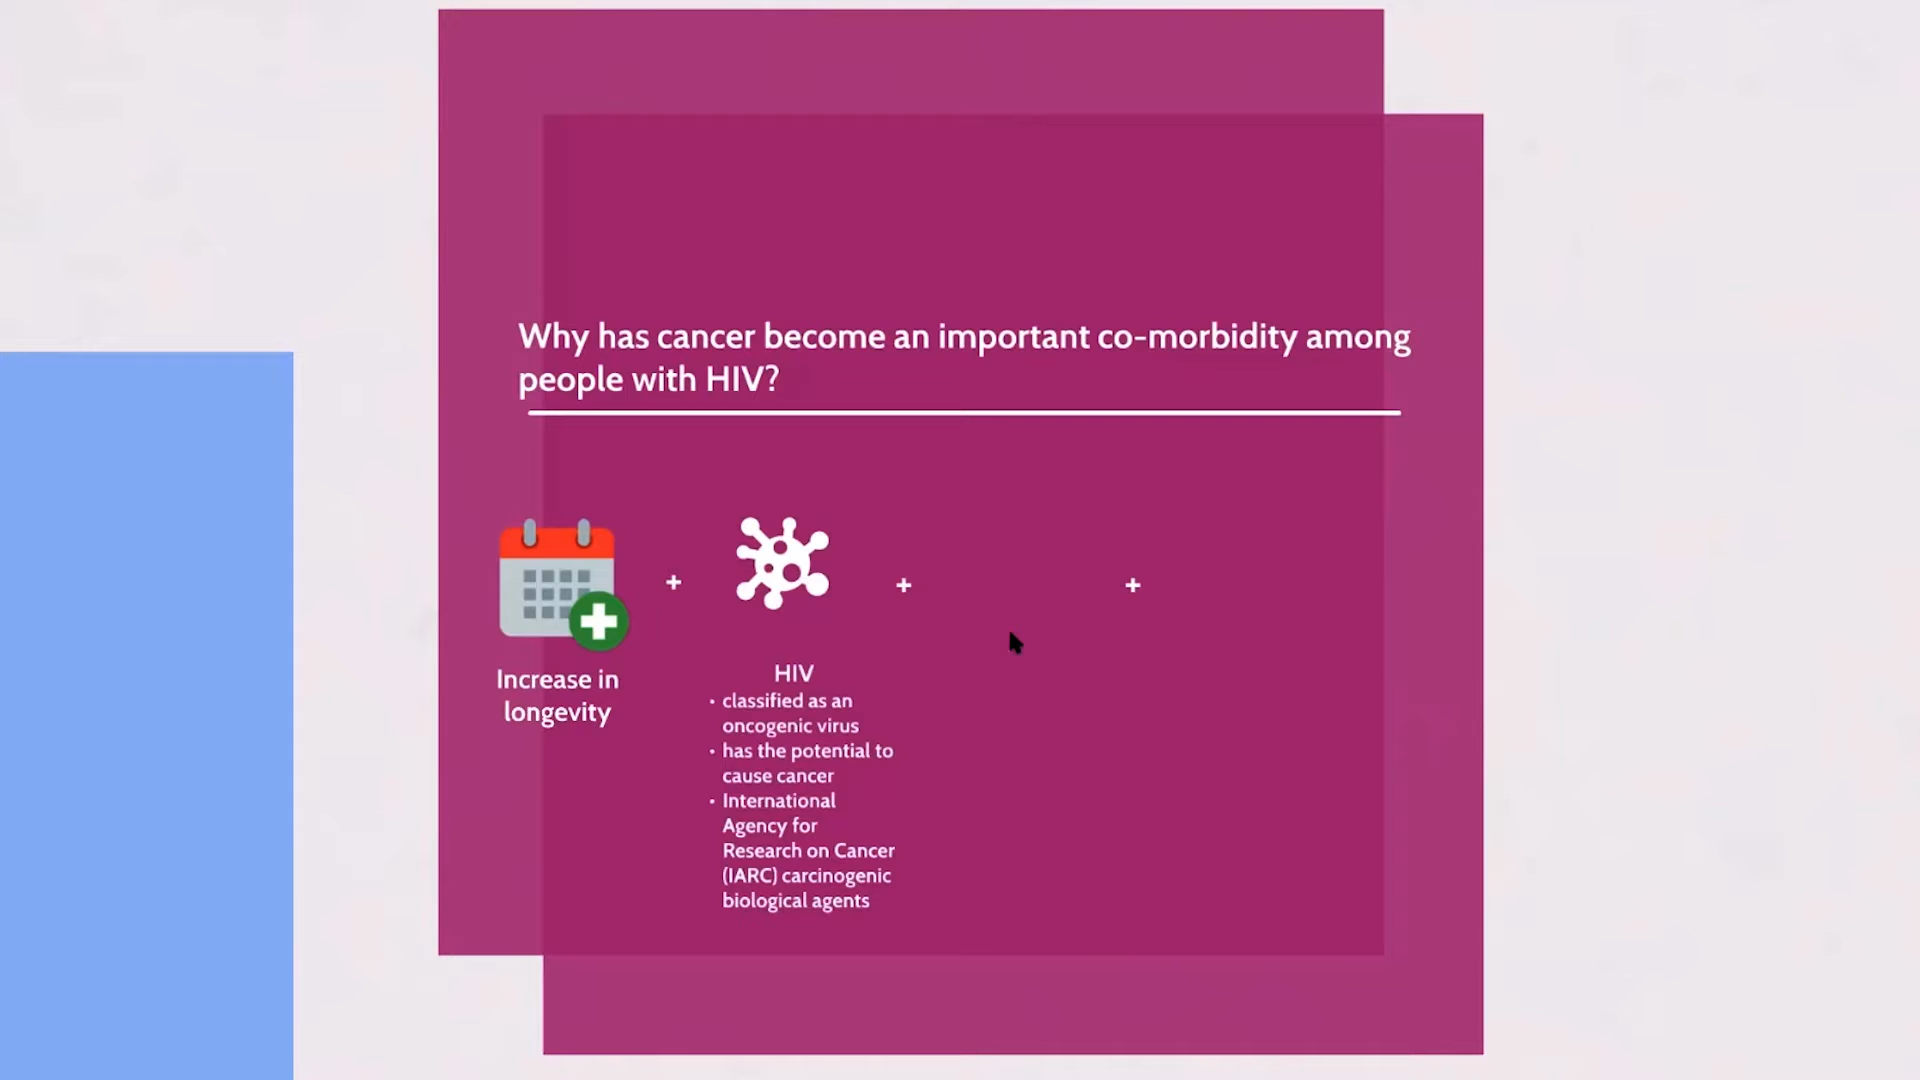 Why has cancer become an important co-morbidity among
people with HIV?
+
+
+
Increase in
longevity
HIV
• classified as an
oncogenic virus
• has the potential to
cause cancer
• International
Agency for
Research on Cancer
(IARC) carcinogenic
biological agents